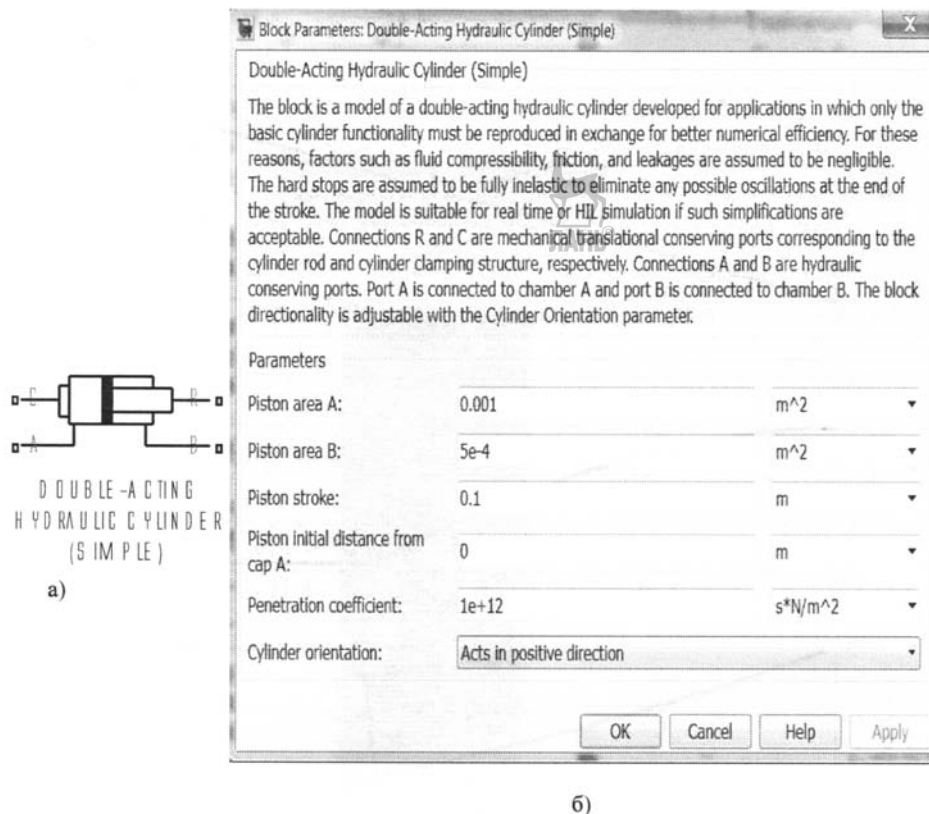 Block Parameters: Double-Acting Hydraulic Cylinder (Simple)
X
Double-Acting Hydraulic Cylinder (Simple)
The block is a model of a double-acting hydraulic cylinder developed for applications in which only the
basic cylinder functionality must be reproduced in exchange for better numerical efficiency. For these
reasons, factors such as fluid compressibility, friction, and leakages are assumed to be negligible.
The hard stops are assumed to be fully inelastic to eliminate any possible oscillations at the end of
the stroke. The model is suitable for real time or HIL simulation if such simplifications are
acceptable. Connections R and C are mechanical translational conserving ports corresponding to the
cylinder rod and cylinder clamping structure, respectively. Connections A and B are hydraulic
conserving ports. Port A is connected to chamber A and port B is connected to chamber B. The block
directionality is adjustable with the Cylinder Orientation parameter.
Parameters
Piston area A: 0.001 m^2
Piston area B: 5e-4 m^2
Piston stroke: 0.1 m
Piston initial distance from
cap A: 0 m
Penetration coefficient: 1e+12 s*N/m^2
Cylinder orientation: Acts in positive direction
OK Cancel Help Apply
C R
A B
DOUBLE-ACTING
HYDRAULIC CYLINDER
(SIMPLE)
а)
б)